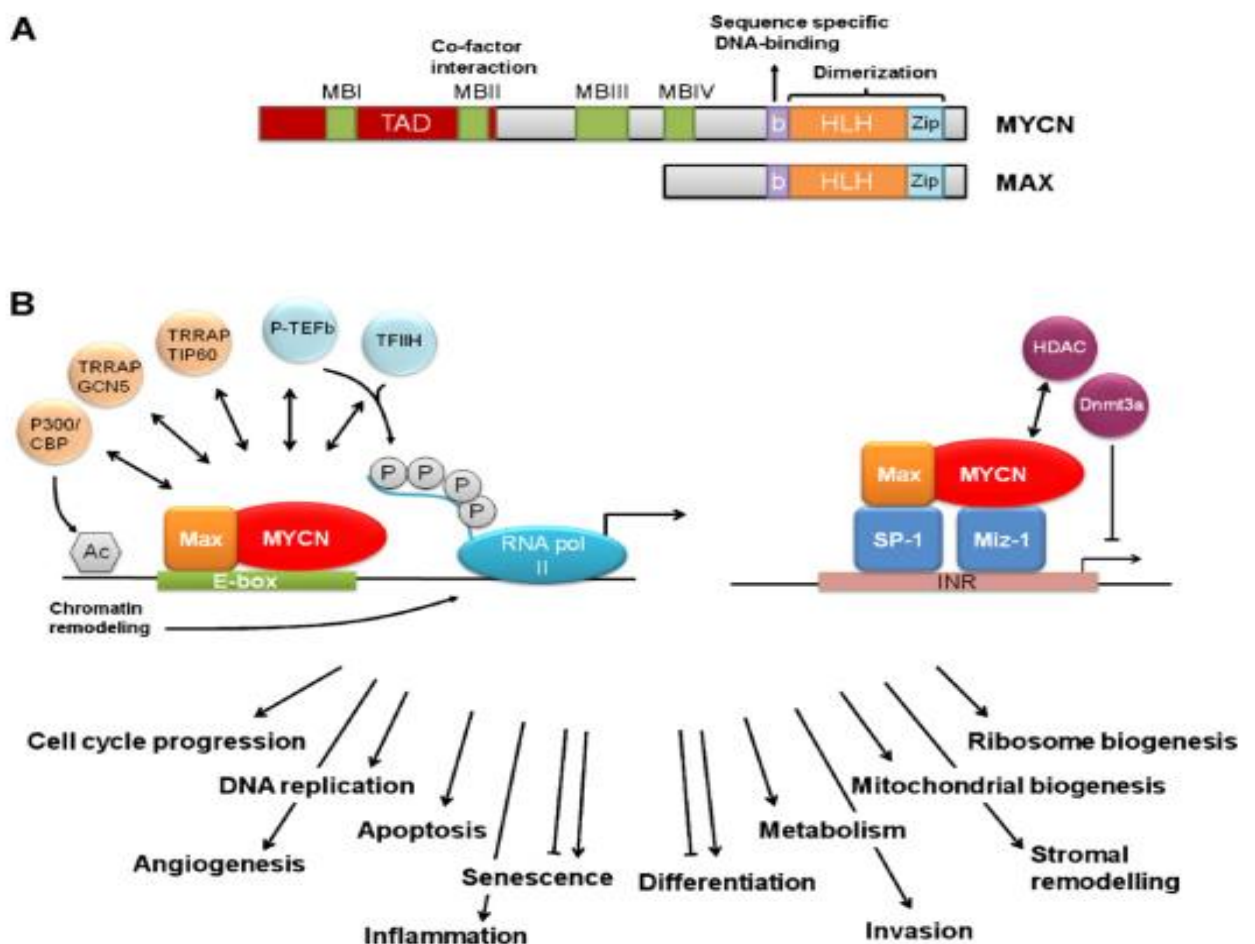 A
Sequence specific
DNA-binding
Co-factor
interaction
Dimerization
MBI
MBII
MBIII
MBIV
TAD
b
HLH
Zip
MYCN
b
HLH
Zip
MAX
B
P-TEFb
TFIIH
TRRAP
TIP60
TRRAP
GCN5
P300/
CBP
HDAC
Dnmt3a
P
P
P
P
Max
MYCN
Max
MYCN
Ac
RNA pol
II
SP-1
Miz-1
E-box
INR
Chromatin
remodeling
Cell cycle progression
Ribosome biogenesis
DNA replication
Mitochondrial biogenesis
Apoptosis
Metabolism
Angiogenesis
Stromal
remodelling
Senescence
Differentiation
Inflammation
Invasion